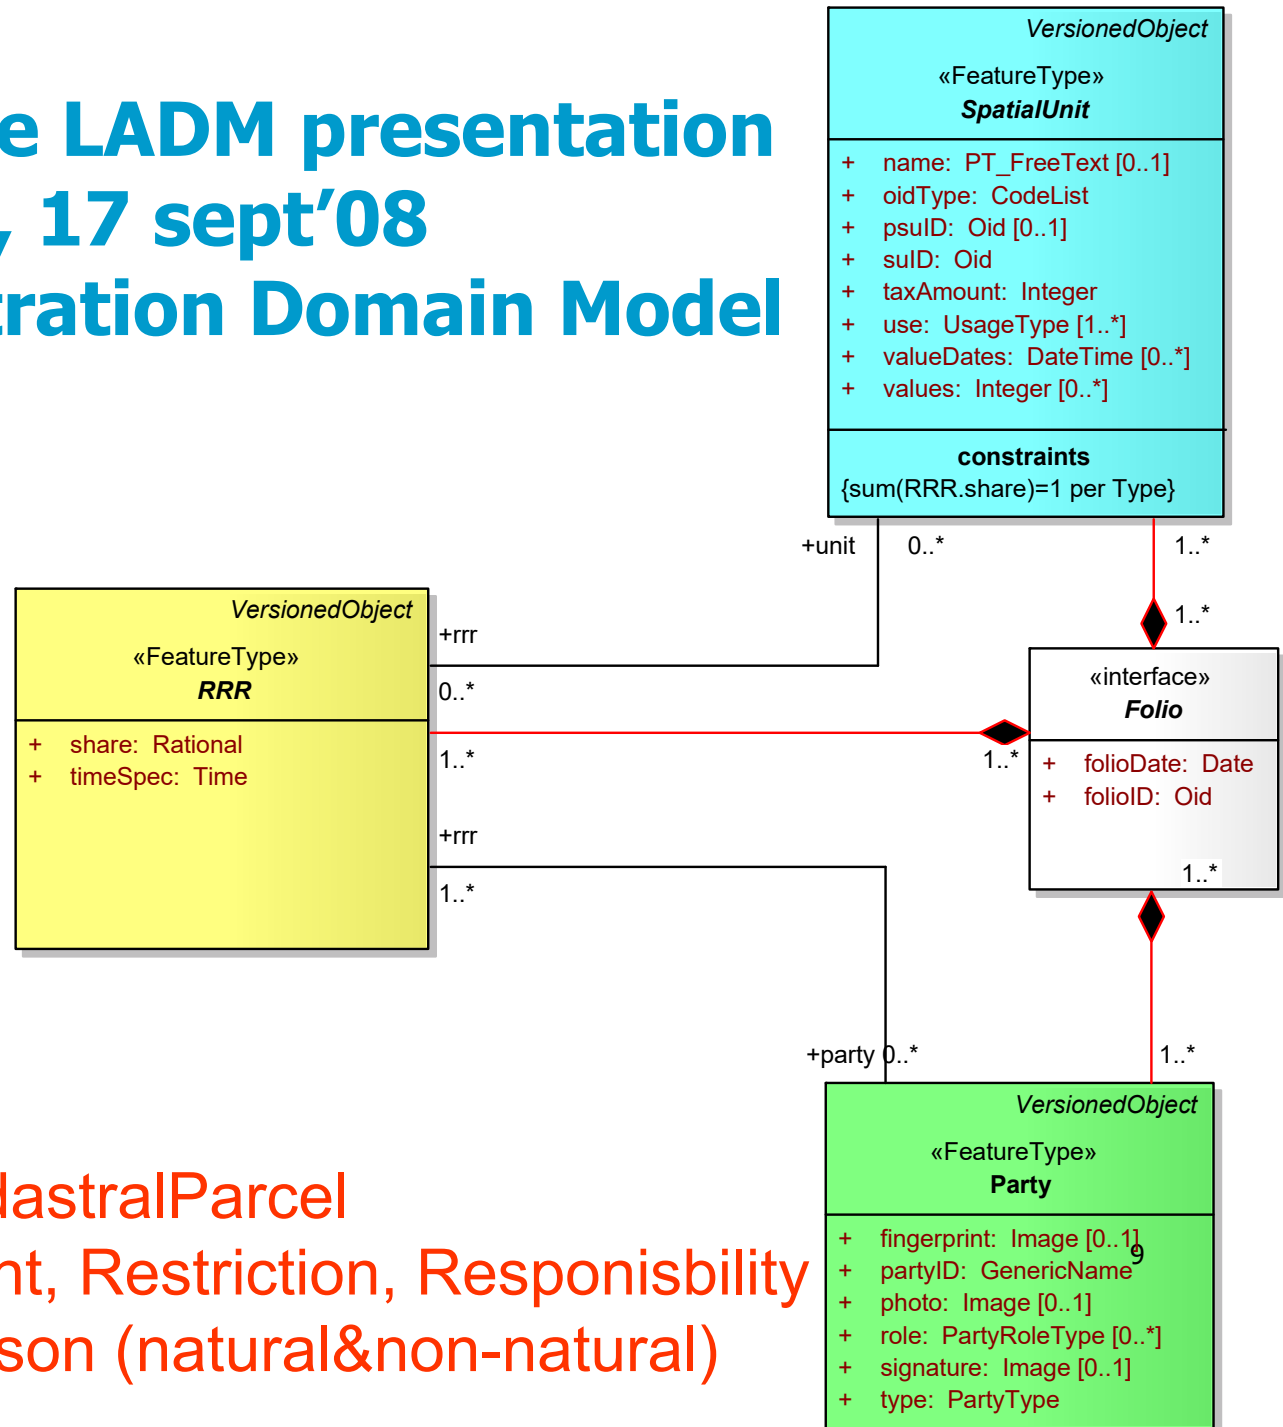 e LADM presentation
, 17 sept’08
tration Domain Model
VersionedObject
«FeatureType»
SpatialUnit
+ name: PT_FreeText [0..1]
+ oidType: CodeList
+ psuID: Oid [0..1]
+ suID: Oid
+ taxAmount: Integer
+ use: UsageType [1..*]
+ valueDates: DateTime [0..*]
+ values: Integer [0..*]
constraints
{sum(RRR.share)=1 per Type}
+unit 0..* 1..*
1..*
VersionedObject
«FeatureType»
RRR
+ share: Rational
+ timeSpec: Time
+rrr
0..*
1..*
1..*
+rrr
1..*
«interface»
Folio
+ folioDate: Date
+ folioID: Oid
1..*
+party 0..* 1..*
VersionedObject
«FeatureType»
Party
+ fingerprint: Image [0..1]
+ partyID: GenericName
+ photo: Image [0..1]
+ role: PartyRoleType [0..*]
+ signature: Image [0..1]
+ type: PartyType
9
dastralParcel
nt, Restriction, Responisbility
son (natural&non-natural)